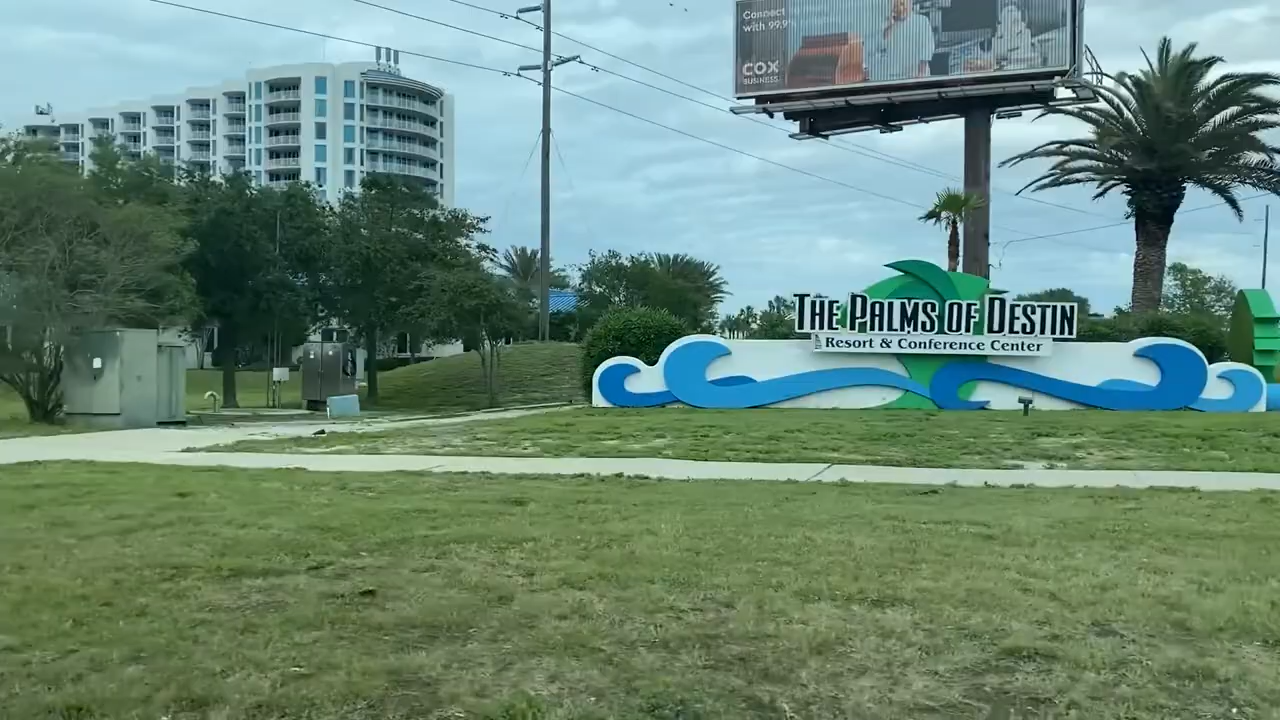 Connect
with 99.9
COX
BUSINESS
THE PALMS OF DESTIN
Resort & Conference Center